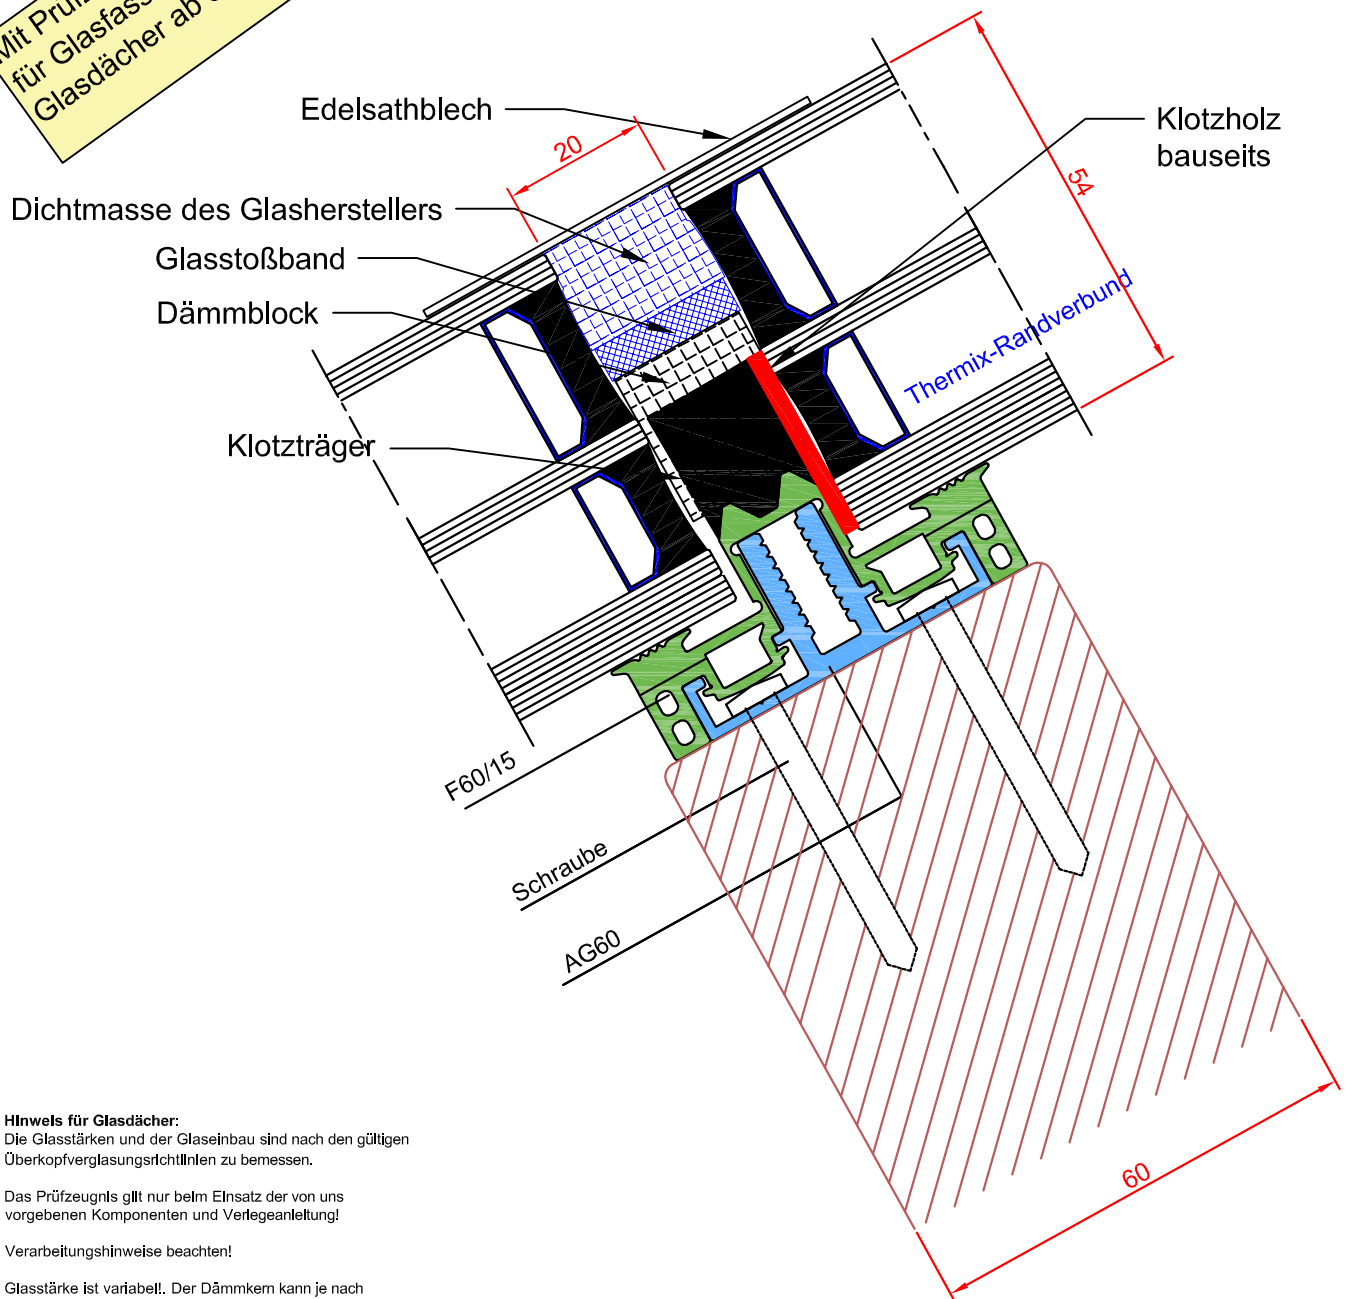 Mit
für Glasfass
Glasdächer ab
Edelsathblech
20
Klotzholz
bauseits
54
Dichtmasse des Glasherstellers
Glasstoßband
Dämmblock
Thermix-Randverbund
Klotzträger
F60/15
Schraube
AG60
60
Hinweis für Glasdächer:
Die Glasstärken und der Glaseinbau sind nach den gültigen
Überkopfverglasungsrichtlinien zu bemessen.
Das Prüfzeugnis gilt nur beim Einsatz der von uns
vorgebenen Komponenten und Verlegeanleitung!
Verarbeitungshinweise beachten!
Glasstärke ist variabel!. Der Dämmkern kann je nach